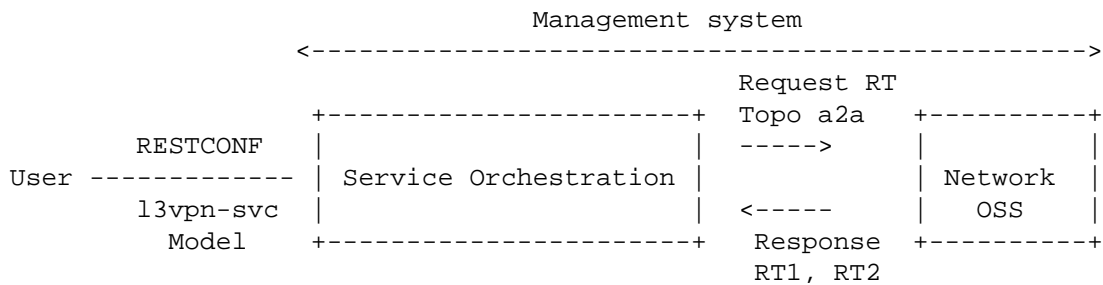 Management system
<------------------------------------------------->
Request RT
+------------------------+ Topo a2a +----------+
RESTCONF | | -----> | |
User ------------- | Service Orchestration | | Network |
l3vpn-svc | | <----- | OSS |
Model +------------------------+ Response +----------+
RT1, RT2